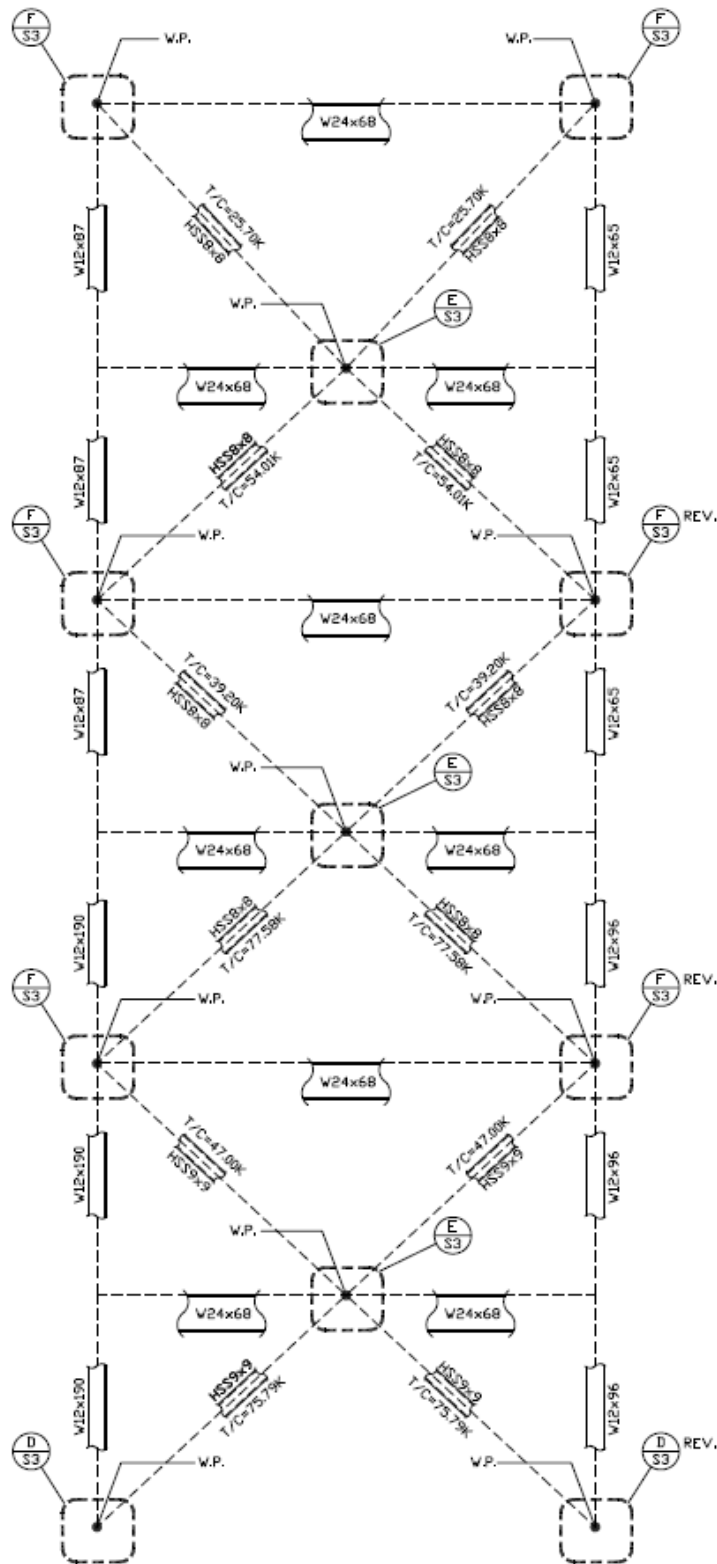 F
S3
W.P.
W.P.
F
S3
W24x68
T/C=25.70K
HSS8x8
T/C=25.70K
HSS8x8
W12x87
W12x65
W.P.
E
S3
W24x68
W24x68
HSS8x8
T/C=54.01K
HSS8x8
T/C=54.01K
W12x87
W12x65
F
S3
W.P.
W.P.
F
S3
REV.
W24x68
T/C=39.20K
HSS8x8
T/C=39.20K
HSS8x8
W12x87
W12x65
W.P.
E
S3
W24x68
W24x68
HSS8x8
T/C=77.58K
HSS8x8
T/C=77.58K
W12x190
W12x96
F
S3
W.P.
W.P.
F
S3
REV.
W24x68
T/C=47.00K
HSS9x9
T/C=47.00K
HSS9x9
W12x190
W12x96
W.P.
E
S3
W24x68
W24x68
HSS9x9
T/C=75.79K
HSS9x9
T/C=75.79K
W12x190
W12x96
D
S3
W.P.
W.P.
D
S3
REV.